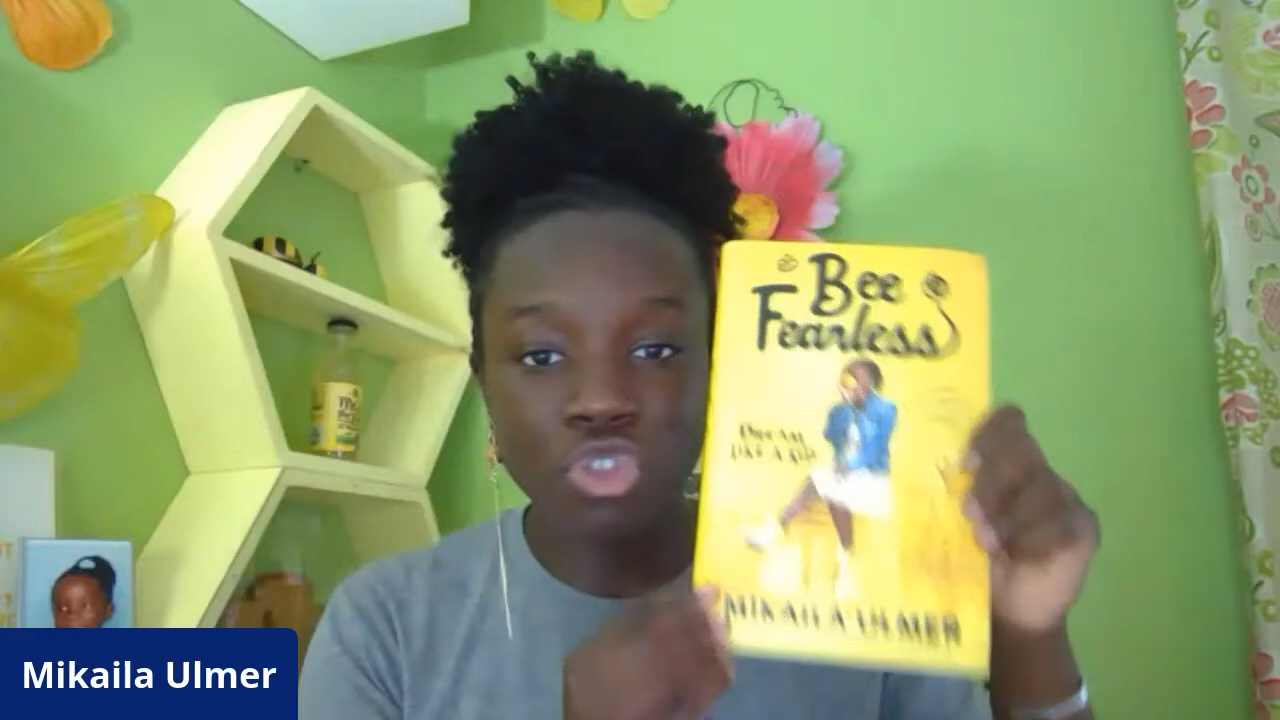 Bee
Fearless
DREAM
LIKE A KID
MIKAILA ULMER
Mikaila Ulmer